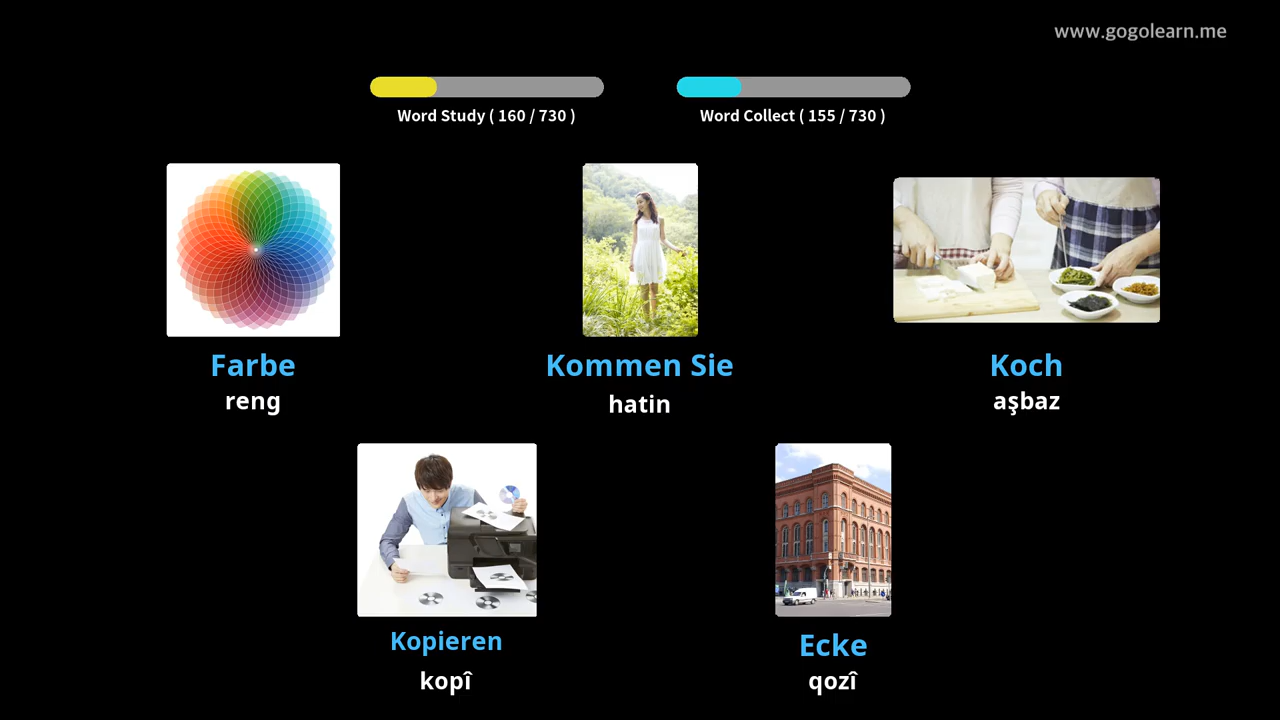 www.gogolearn.me
Word Study ( 160 / 730 )
Word Collect ( 155 / 730 )
Farbe
reng
Kommen Sie
hatin
Koch
aşbaz
Kopieren
kopî
Ecke
qozî